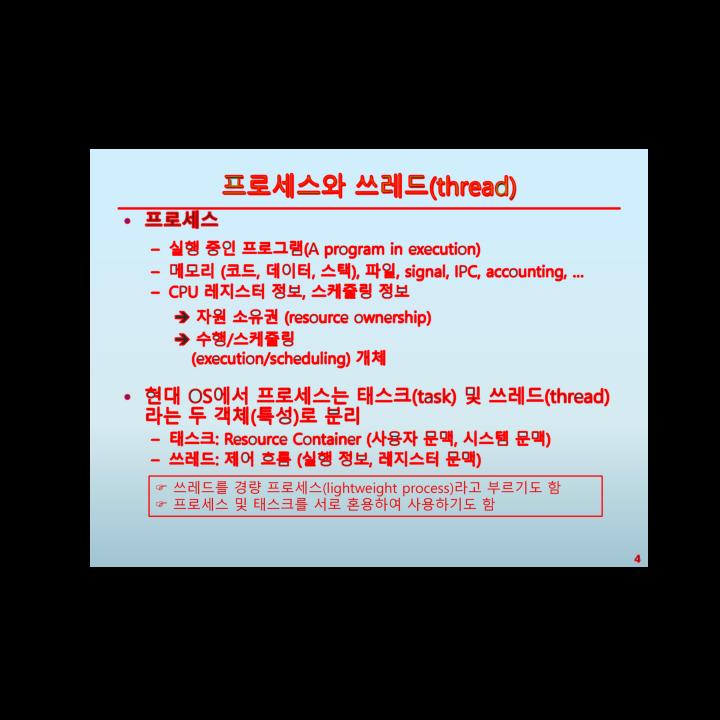 프로세스와 쓰레드(thread)
• 프로세스
– 실행 중인 프로그램(A program in execution)
– 메모리 (코드, 데이터, 스택), 파일, signal, IPC, accounting, ...
– CPU 레지스터 정보, 스케줄링 정보
➔ 자원 소유권 (resource ownership)
➔ 수행/스케줄링
(execution/scheduling) 개체
• 현대 OS에서 프로세스는 태스크(task) 및 쓰레드(thread)
라는 두 객체(특성)로 분리
– 태스크: Resource Container (사용자 문맥, 시스템 문맥)
– 쓰레드: 제어 흐름 (실행 정보, 레지스터 문맥)
☞ 쓰레드를 경량 프로세스(lightweight process)라고 부르기도 함
☞ 프로세스 및 태스크를 서로 혼용하여 사용하기도 함
4